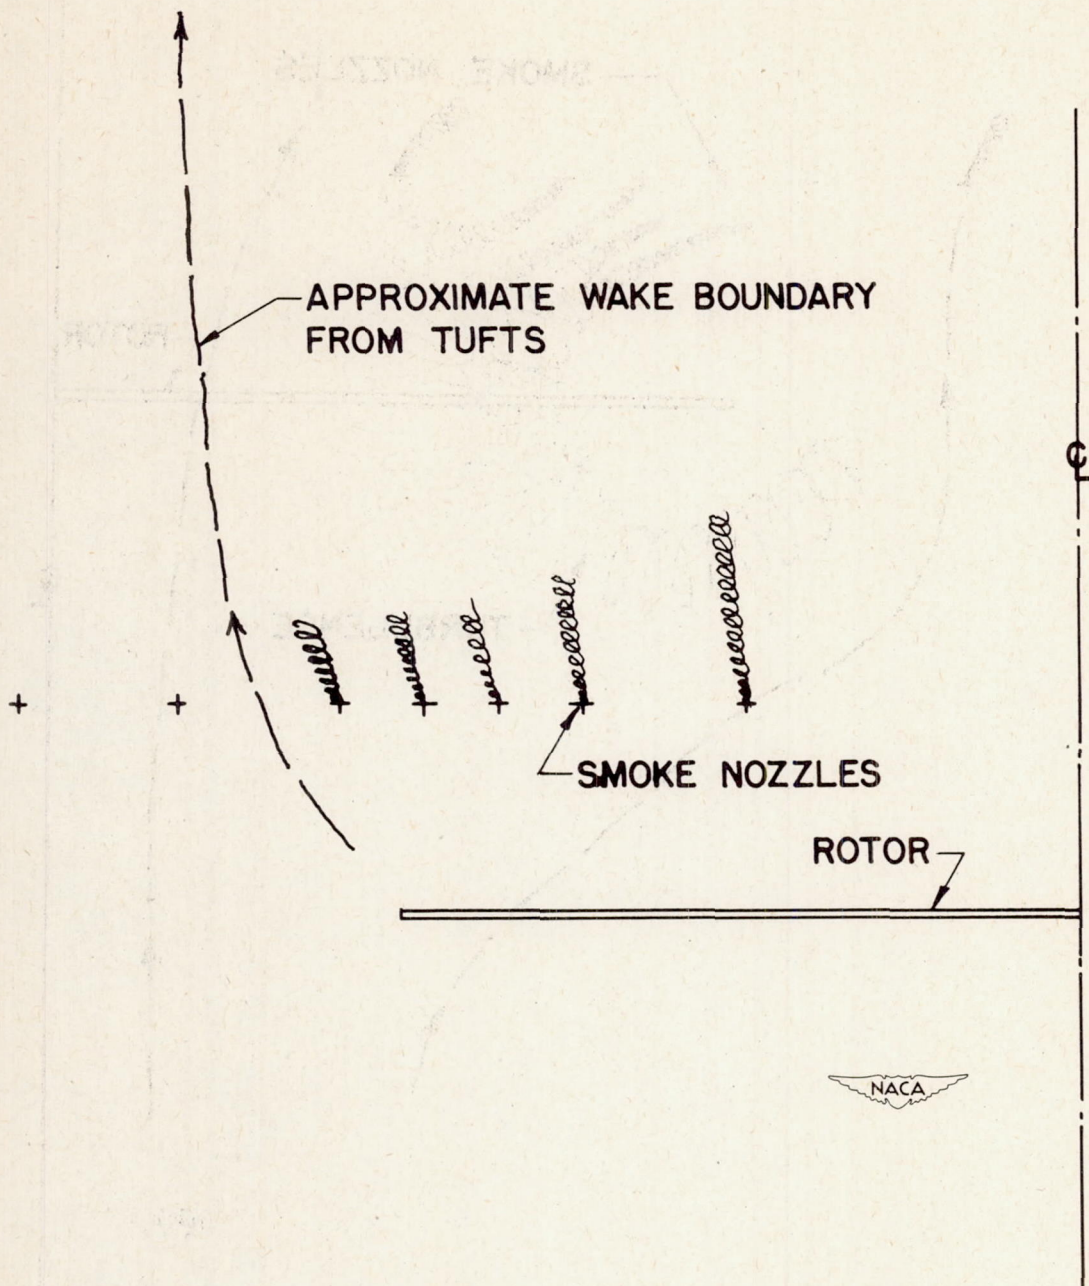 APPROXIMATE WAKE BOUNDARY
FROM TUFTS
℄
SMOKE NOZZLES
ROTOR
NACA